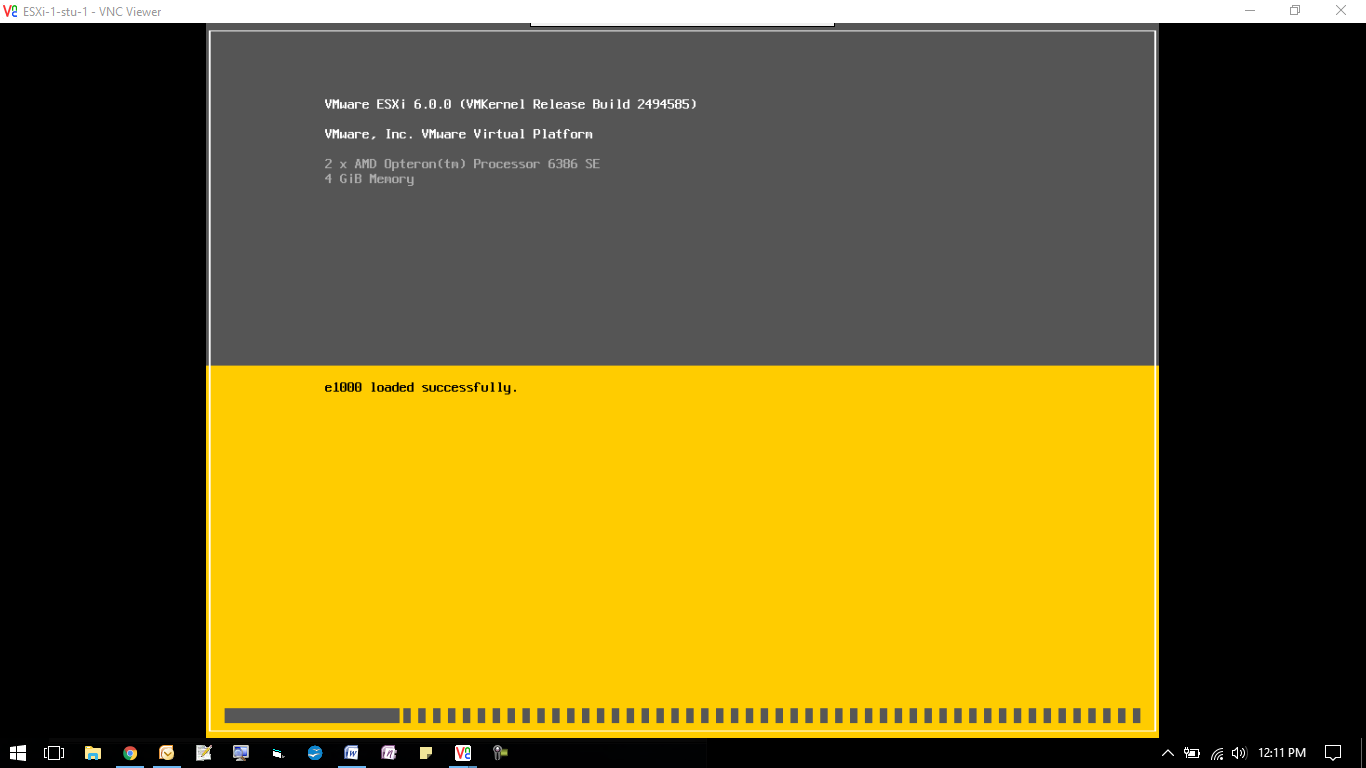 ESXi-1-stu-1 - VNC Viewer
VMware ESXi 6.0.0 (VMKernel Release Build 2494585)
VMware, Inc. VMware Virtual Platform
2 x AMD Opteron(tm) Processor 6386 SE
4 GiB Memory
e1000 loaded successfully.
12:11 PM